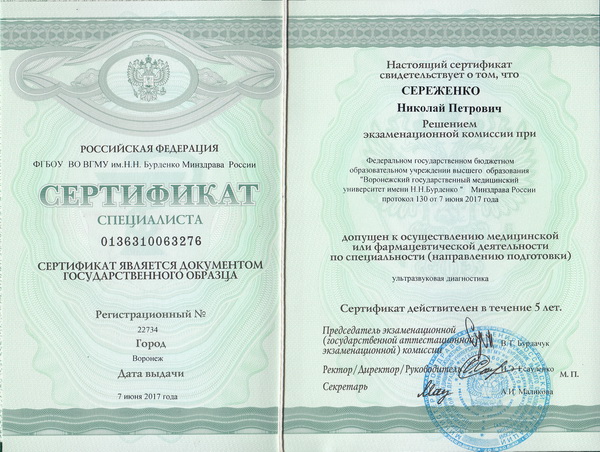 РОССИЙСКАЯ ФЕДЕРАЦИЯ
ФГБОУ ВО ВГМУ им.Н.Н. Бурденко Минздрава России
СЕРТИФИКАТ
СПЕЦИАЛИСТА
0136310063276
СЕРТИФИКАТ ЯВЛЯЕТСЯ ДОКУМЕНТОМ
ГОСУДАРСТВЕННОГО ОБРАЗЦА
Регистрационный №
22734
Город
Воронеж
Дата выдачи
7 июня 2017 года
Настоящий сертификат
свидетельствует о том, что
СЕРЕЖЕНКО
Николай Петрович
Решением
экзаменационной комиссии при
Федеральном государственном бюджетном
образовательном учреждении высшего образования
"Воронежский государственный медицинский
университет имени Н.Н.Бурденко " Минздрава России
протокол 130 от 7 июня 2017 года
допущен к осуществлению медицинской
или фармацевтической деятельности
по специальности (направлению подготовки)
ультразвуковая диагностика
Сертификат действителен в течение 5 лет.
Председатель экзаменационной
(государственной аттестационной
экзаменационной) комиссии В. Г.
Ректор/Директор/Руководитель
М. П.
Секретарь А.И. Маликова